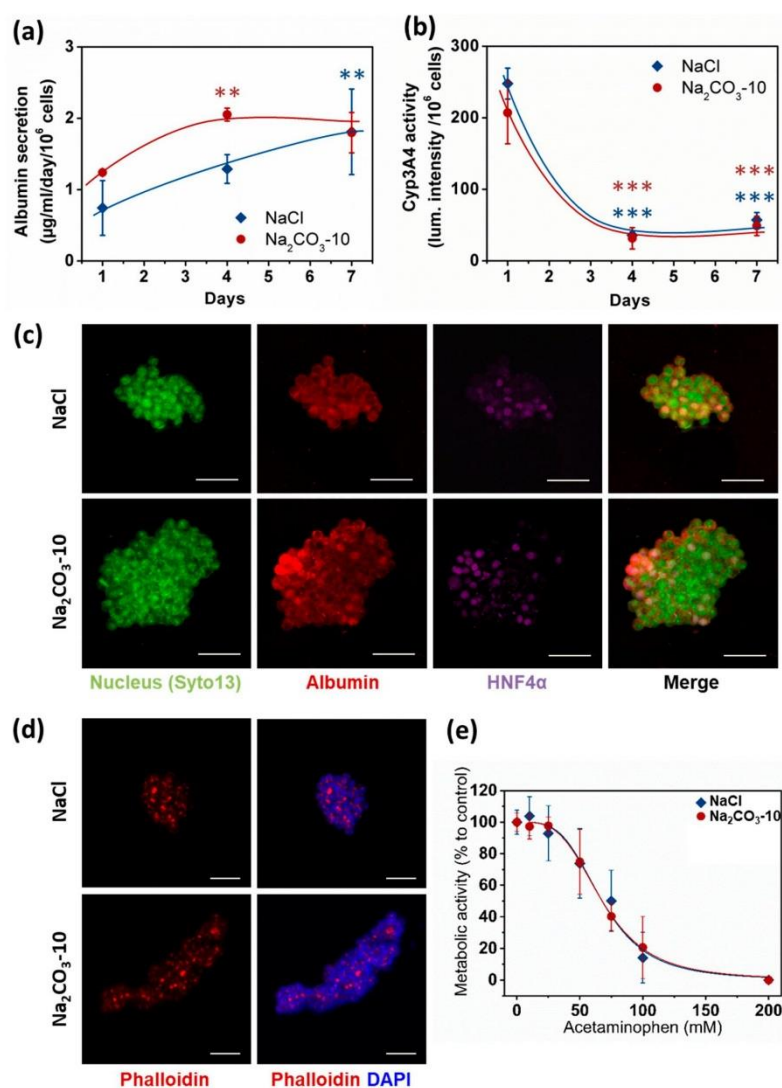 (a)
Albumin secretion
(µg/ml/day/10⁶ cells)
3
2
1
0
**
**
NaCl
Na₂CO₃-10
1 2 3 4 5 6 7
Days
(b)
Cyp3A4 activity
(lum. intensity /10⁶ cells)
300
200
100
50
0
NaCl
Na₂CO₃-10
***
***
***
***
1 2 3 4 5 6 7
Days
(c)
NaCl
Na₂CO₃-10
Nucleus (Syto13)
Albumin
HNF4α
Merge
(d)
NaCl
Na₂CO₃-10
Phalloidin
Phalloidin DAPI
(e)
Metabolic activity (% to control)
120
100
80
60
40
20
0
NaCl
Na₂CO₃-10
0 50 100 150 200
Acetaminophen (mM)